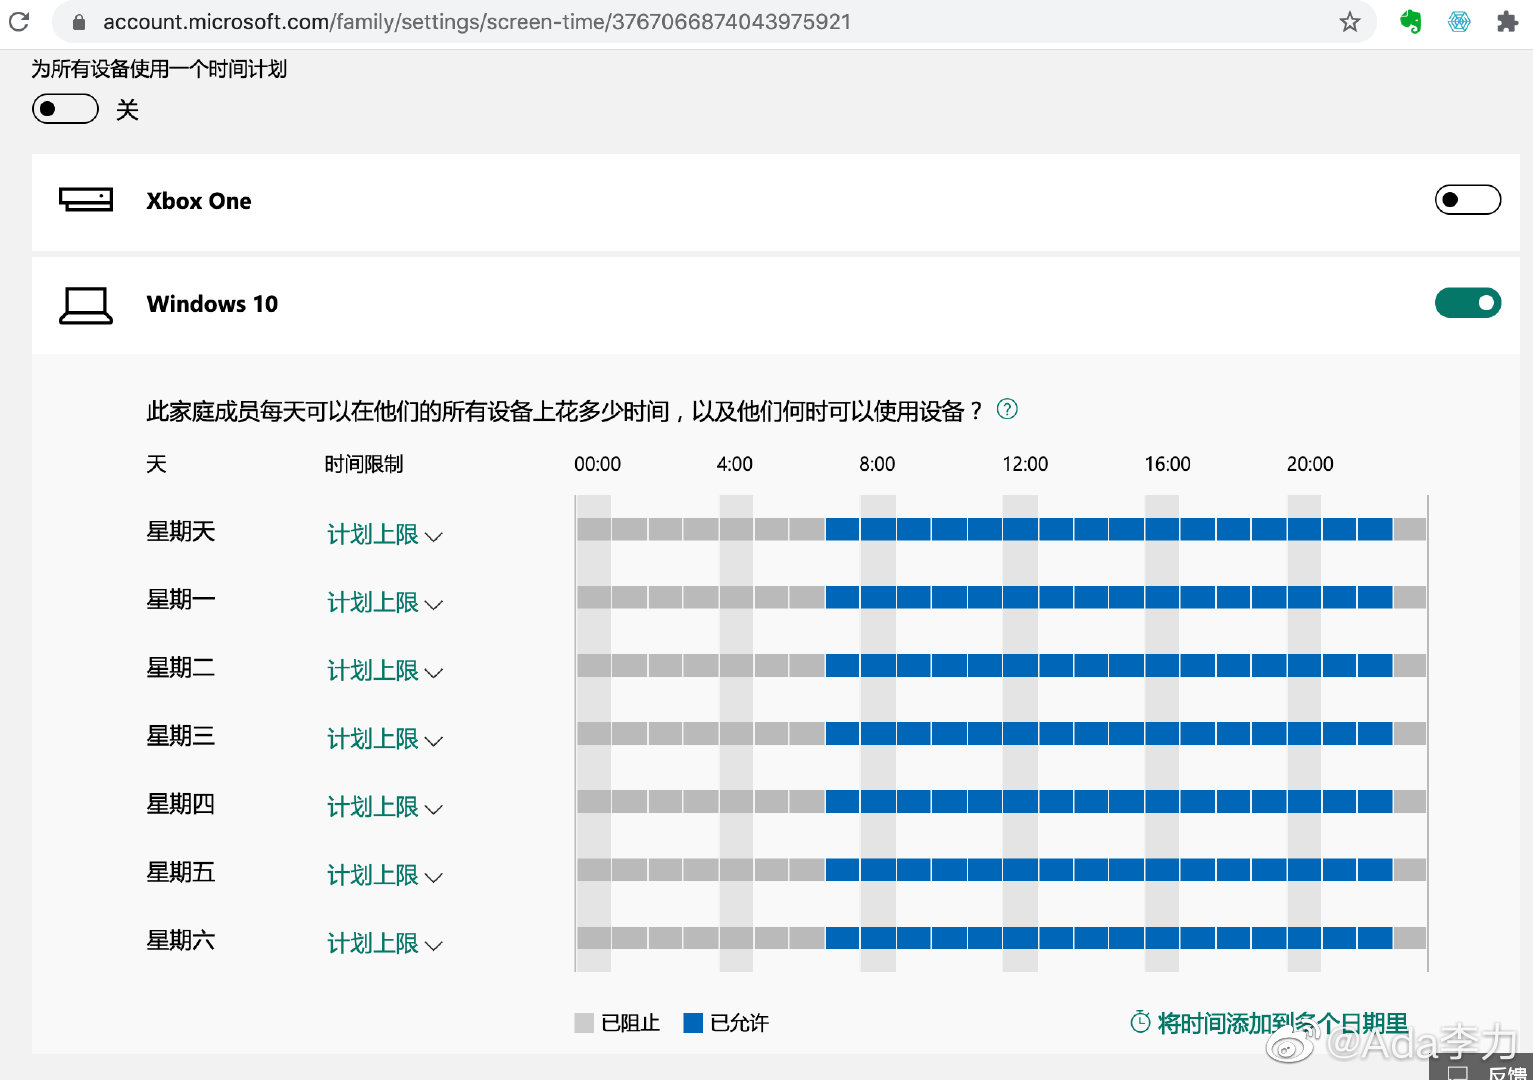 account.microsoft.com/family/settings/screen-time/3767066874043975921
为所有设备使用一个时间计划
关
Xbox One
Windows 10
此家庭成员每天可以在他们的所有设备上花多少时间，以及他们何时可以使用设备？
天 时间限制 00:00 4:00 8:00 12:00 16:00 20:00
星期天 计划上限
星期一 计划上限
星期二 计划上限
星期三 计划上限
星期四 计划上限
星期五 计划上限
星期六 计划上限
已阻止 已允许 将时间添加到多个日期里
@Ada李力
反馈